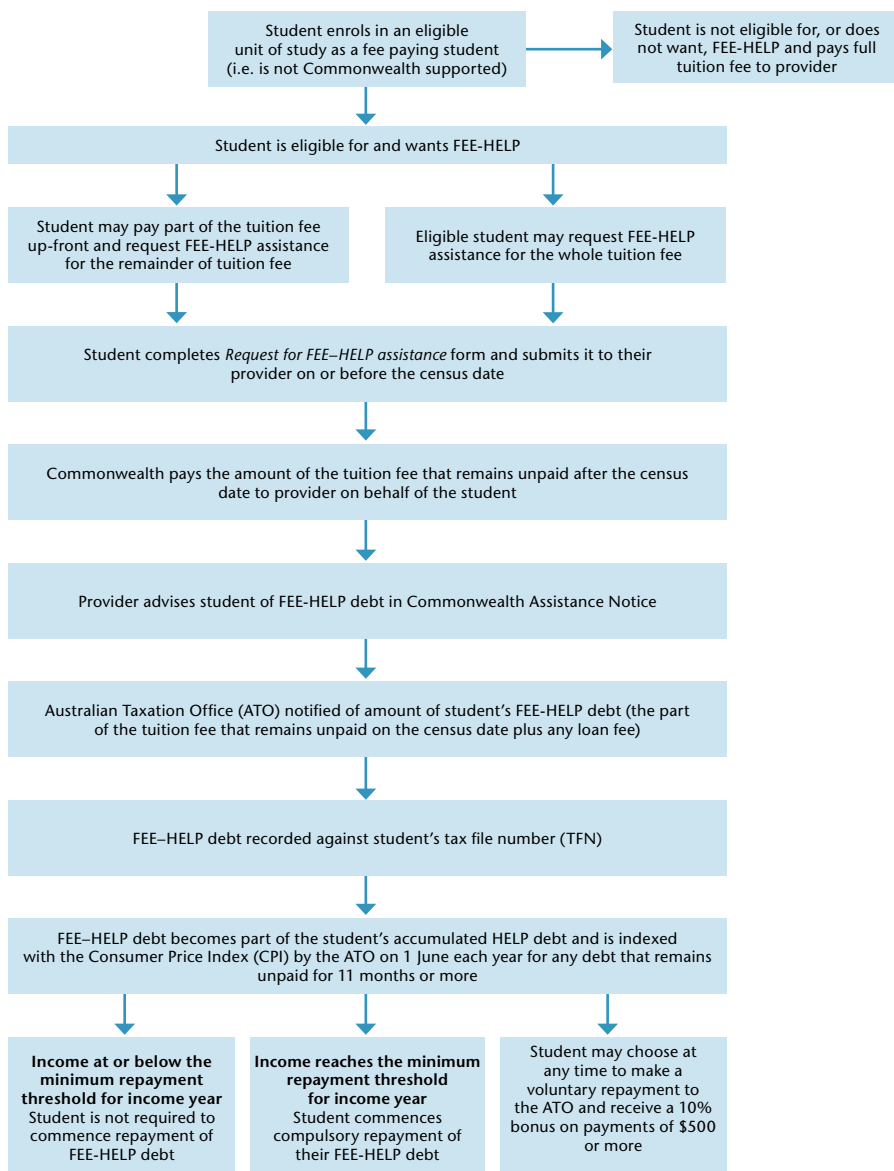 Student enrols in an eligible
unit of study as a fee paying student
(i.e. is not Commonwealth supported)
Student is not eligible for, or does
not want, FEE-HELP and pays full
tuition fee to provider
Student is eligible for and wants FEE-HELP
Student may pay part of the tuition fee
up-front and request FEE-HELP assistance
for the remainder of tuition fee
Eligible student may request FEE-HELP
assistance for the whole tuition fee
Student completes Request for FEE–HELP assistance form and submits it to their
provider on or before the census date
Commonwealth pays the amount of the tuition fee that remains unpaid after the census
date to provider on behalf of the student
Provider advises student of FEE-HELP debt in Commonwealth Assistance Notice
Australian Taxation Office (ATO) notified of amount of student's FEE-HELP debt (the part
of the tuition fee that remains unpaid on the census date plus any loan fee)
FEE–HELP debt recorded against student's tax file number (TFN)
FEE–HELP debt becomes part of the student's accumulated HELP debt and is indexed
with the Consumer Price Index (CPI) by the ATO on 1 June each year for any debt that remains
unpaid for 11 months or more
Income at or below the
minimum repayment
threshold for income year
Student is not required to
commence repayment of
FEE-HELP debt
Income reaches the minimum
repayment threshold
for income year
Student commences
compulsory repayment of
their FEE-HELP debt
Student may choose at
any time to make a
voluntary repayment to
the ATO and receive a 10%
bonus on payments of $500
or more